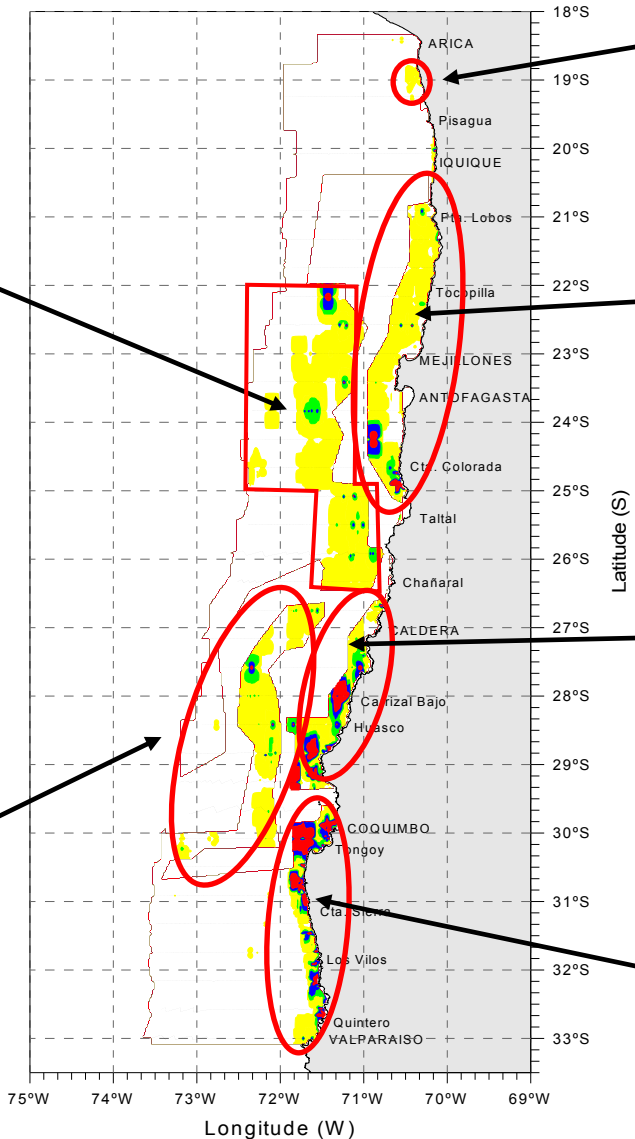 18°S
ARICA
19°S
Pisagua
20°S
IQUIQUE
21°S
Pta. Lobos
22°S
Tocopilla
23°S
MEJILLONES
24°S
ANTOFAGASTA
Cta. Colorada
25°S
Taltal
26°S
Chañaral
27°S
CALDERA
28°S
Carrizal Bajo
Huasco
29°S
30°S
COQUIMBO
Tongoy
31°S
Cta. Sierra
32°S
Los Vilos
33°S
Quintero
VALPARAISO
75°W 74°W 73°W 72°W 71°W 70°W 69°W
Longitude (W)
Latitude (S)